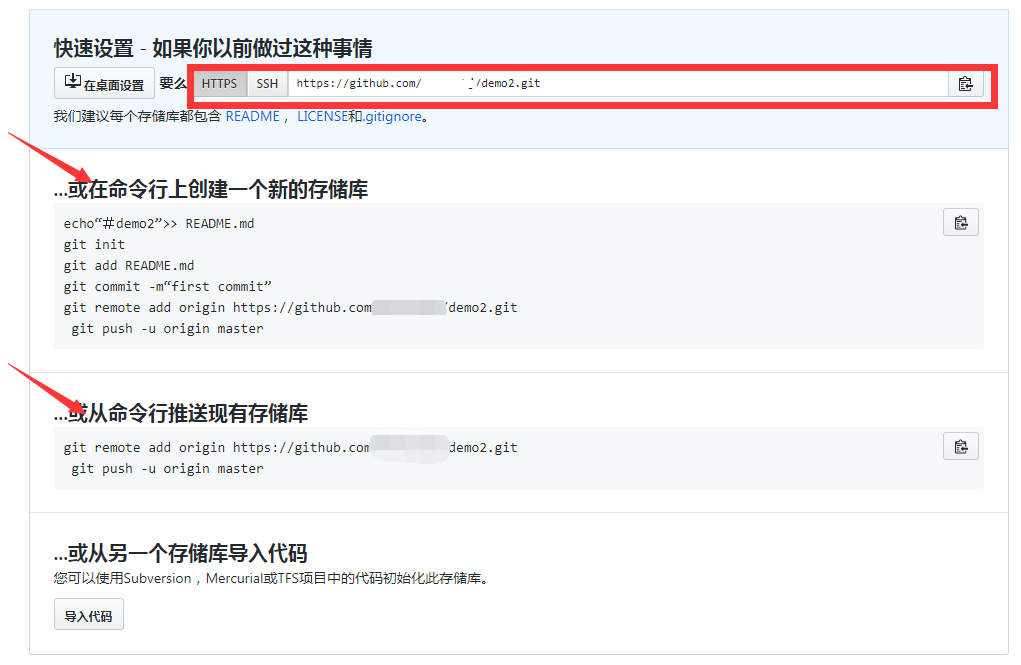 快速设置 - 如果你以前做过这种事情
在桌面设置 要么 HTTPS SSH https://github.com/ /demo2.git
我们建议每个存储库都包含 README ，LICENSE和.gitignore。
...或在命令行上创建一个新的存储库
echo“＃demo2”>> README.md
git init
git add README.md
git commit -m“first commit”
git remote add origin https://github.com /demo2.git
git push -u origin master
...或从命令行推送现有存储库
git remote add origin https://github.com demo2.git
git push -u origin master
...或从另一个存储库导入代码
您可以使用Subversion，Mercurial或TFS项目中的代码初始化此存储库。
导入代码